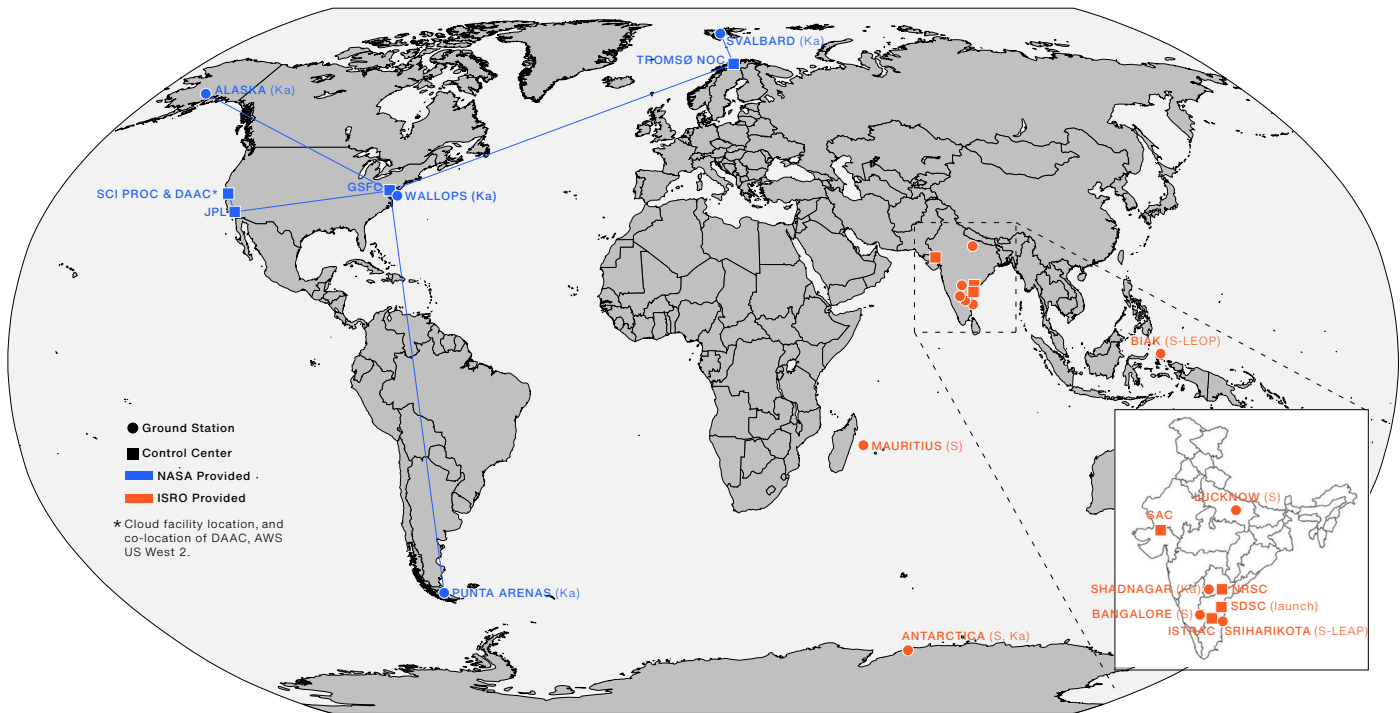 SVALBARD (Ka)
TROMSØ NOC
ALASKA (Ka)
GSFC
SCI PROC & DAAC*
WALLOPS (Ka)
JPL
BIAK (S-LEOP)
Ground Station
Control Center
NASA Provided
ISRO Provided
* Cloud facility location, and
co-location of DAAC, AWS
US West 2.
MAURITIUS (S)
PUNTA ARENAS (Ka)
ANTARCTICA (S, Ka)
LUCKNOW (S)
SAC
SHADNAGAR (Ka)
NRSC
SDSC (launch)
BANGALORE (S)
ISTRAC
SRIHARIKOTA (S-LEAP)